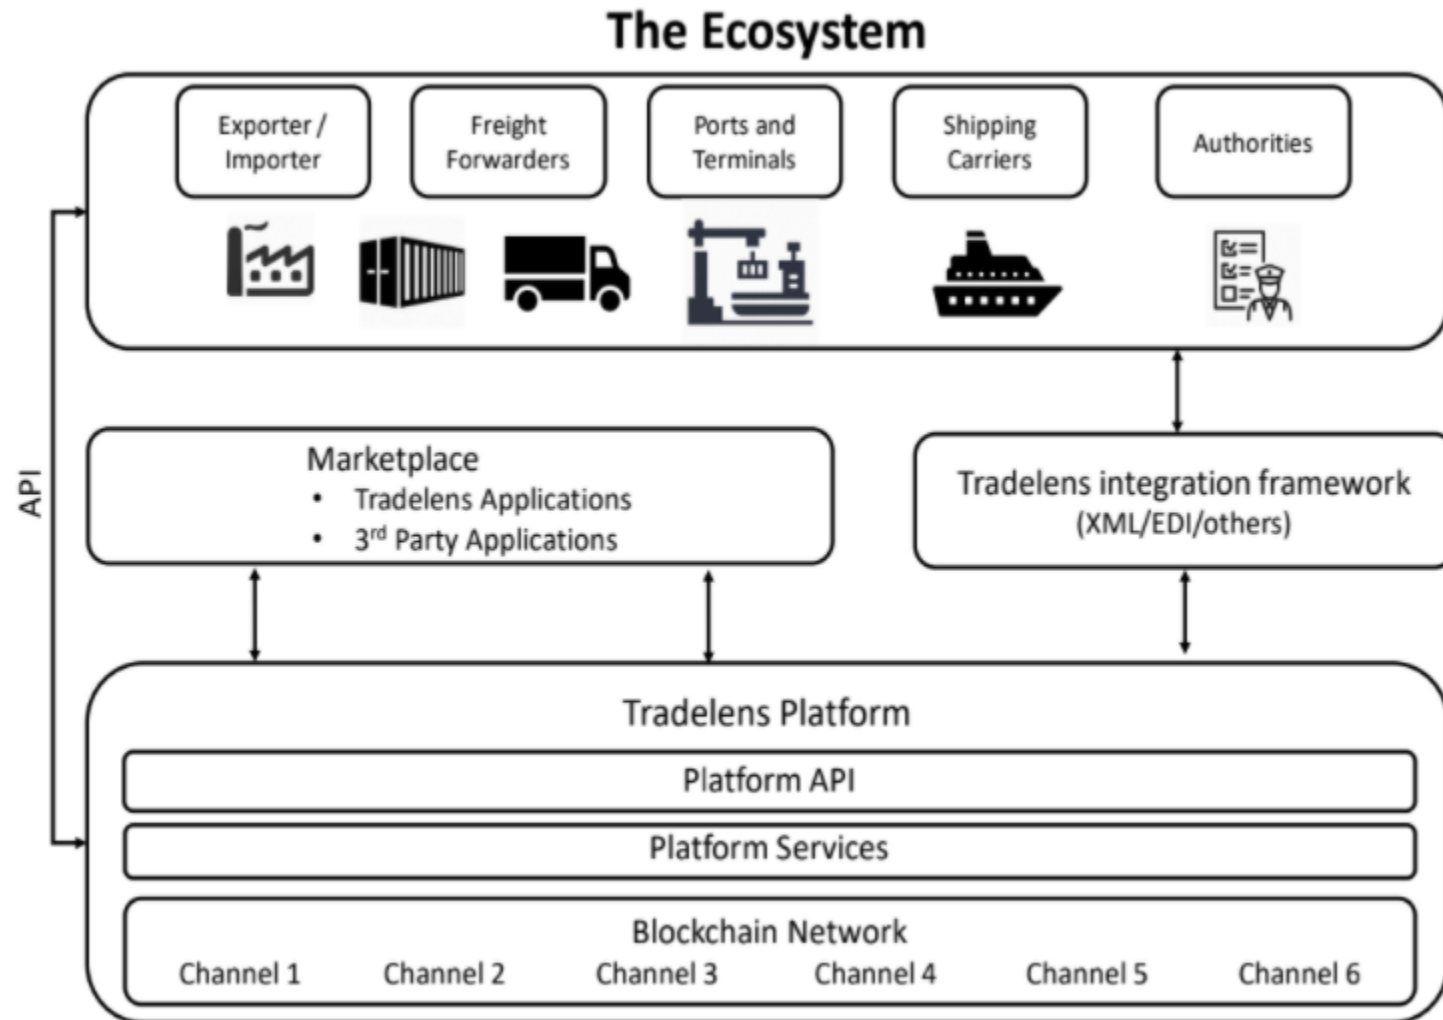 The Ecosystem
Exporter /
Importer
Freight
Forwarders
Ports and
Terminals
Shipping
Carriers
Authorities
API
Marketplace
• Tradelens Applications
• 3rd Party Applications
Tradelens integration framework
(XML/EDI/others)
Tradelens Platform
Platform API
Platform Services
Blockchain Network
Channel 1 Channel 2 Channel 3 Channel 4 Channel 5 Channel 6